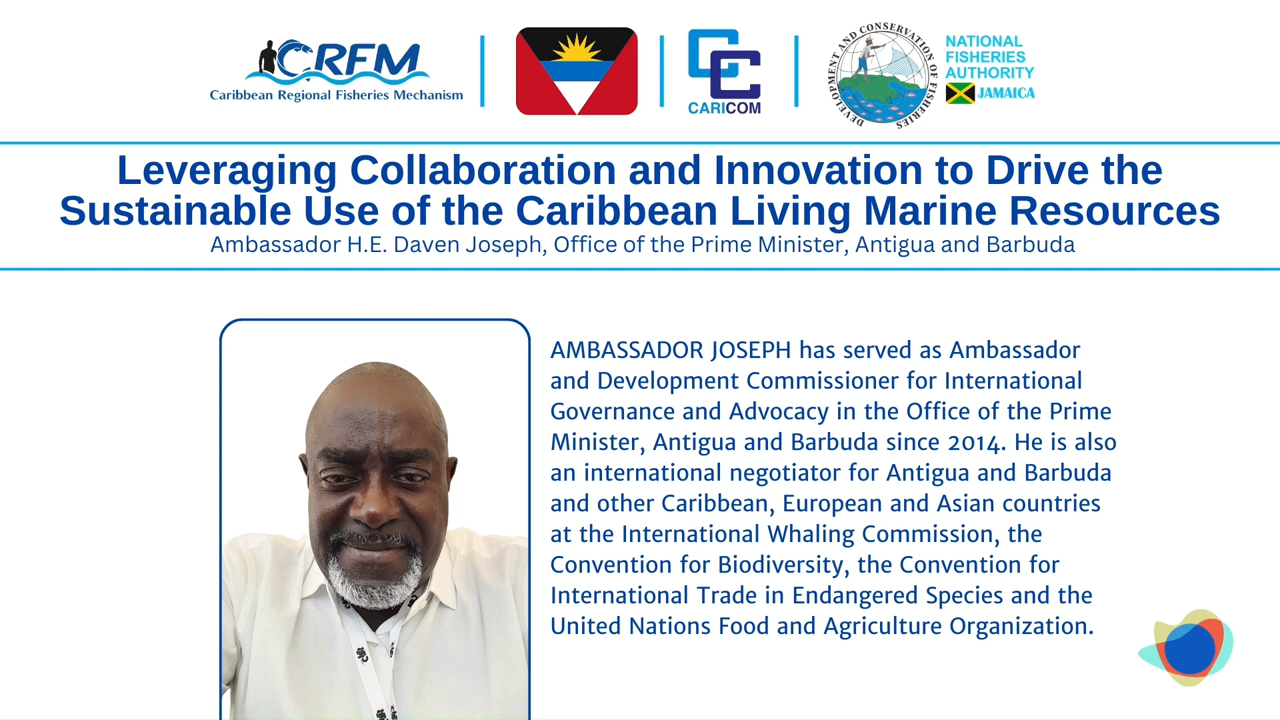 CRFM
Caribbean Regional Fisheries Mechanism
CARICOM
DEVELOPMENT AND CONSERVATION OF FISHERIES
NATIONAL
FISHERIES
AUTHORITY
JAMAICA
Leveraging Collaboration and Innovation to Drive the
Sustainable Use of the Caribbean Living Marine Resources
Ambassador H.E. Daven Joseph, Office of the Prime Minister, Antigua and Barbuda
AMBASSADOR JOSEPH has served as Ambassador
and Development Commissioner for International
Governance and Advocacy in the Office of the Prime
Minister, Antigua and Barbuda since 2014. He is also
an international negotiator for Antigua and Barbuda
and other Caribbean, European and Asian countries
at the International Whaling Commission, the
Convention for Biodiversity, the Convention for
International Trade in Endangered Species and the
United Nations Food and Agriculture Organization.